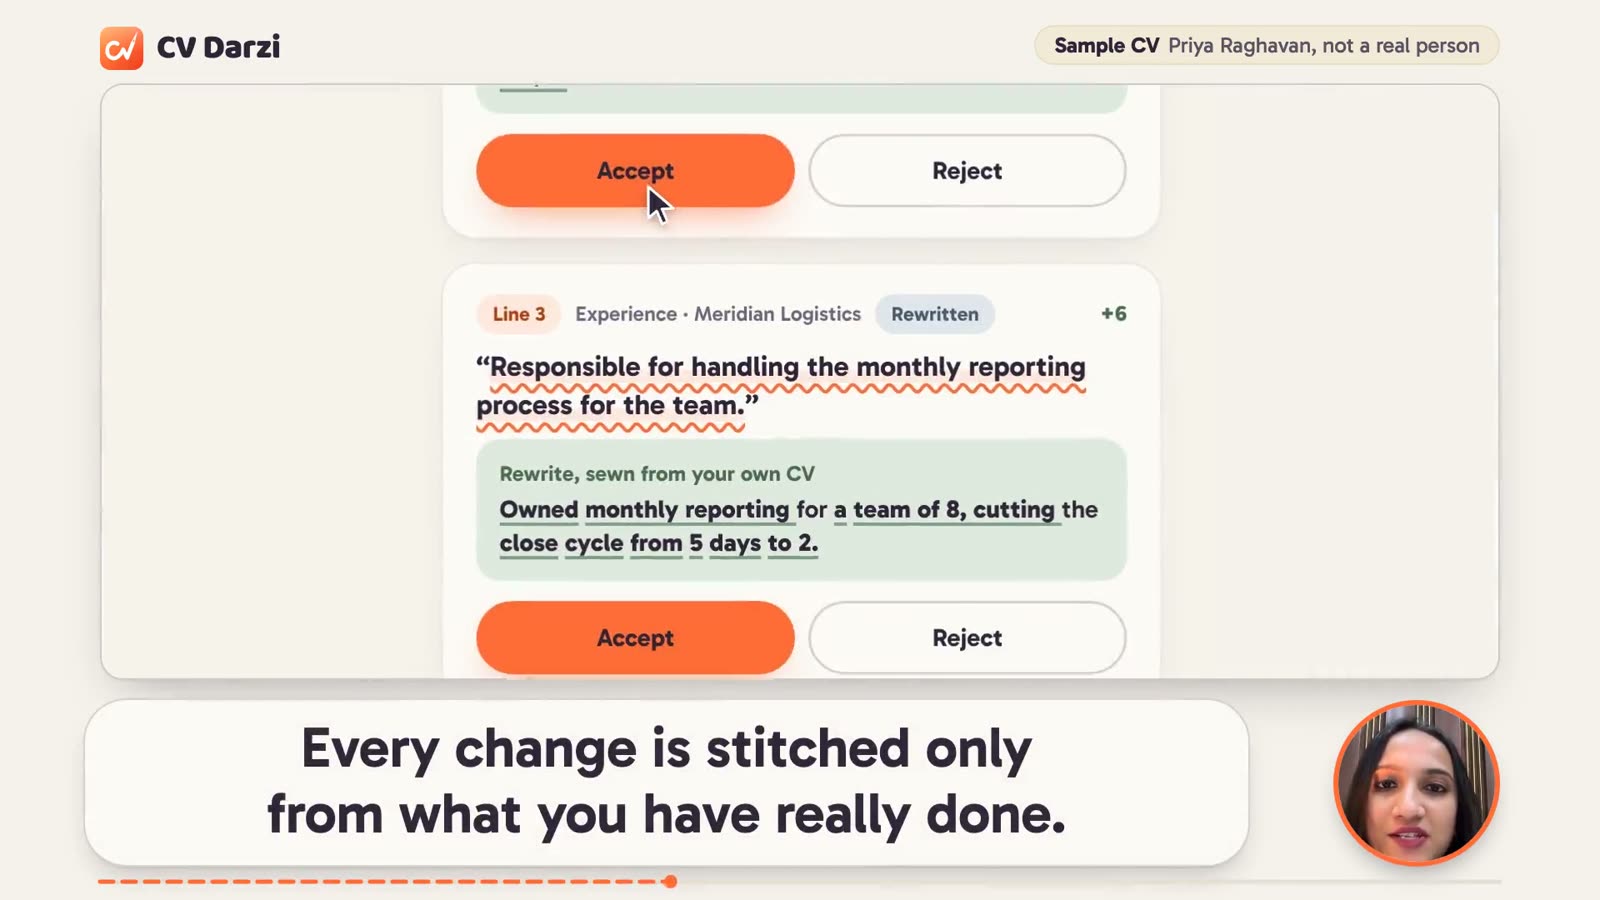 CV Darzi
Sample CV Priya Raghavan, not a real person
Accept
Reject
Line 3 Experience · Meridian Logistics Rewritten +6
“Responsible for handling the monthly reporting
process for the team.”
Rewrite, sewn from your own CV
Owned monthly reporting for a team of 8, cutting the
close cycle from 5 days to 2.
Accept
Reject
Every change is stitched only
from what you have really done.